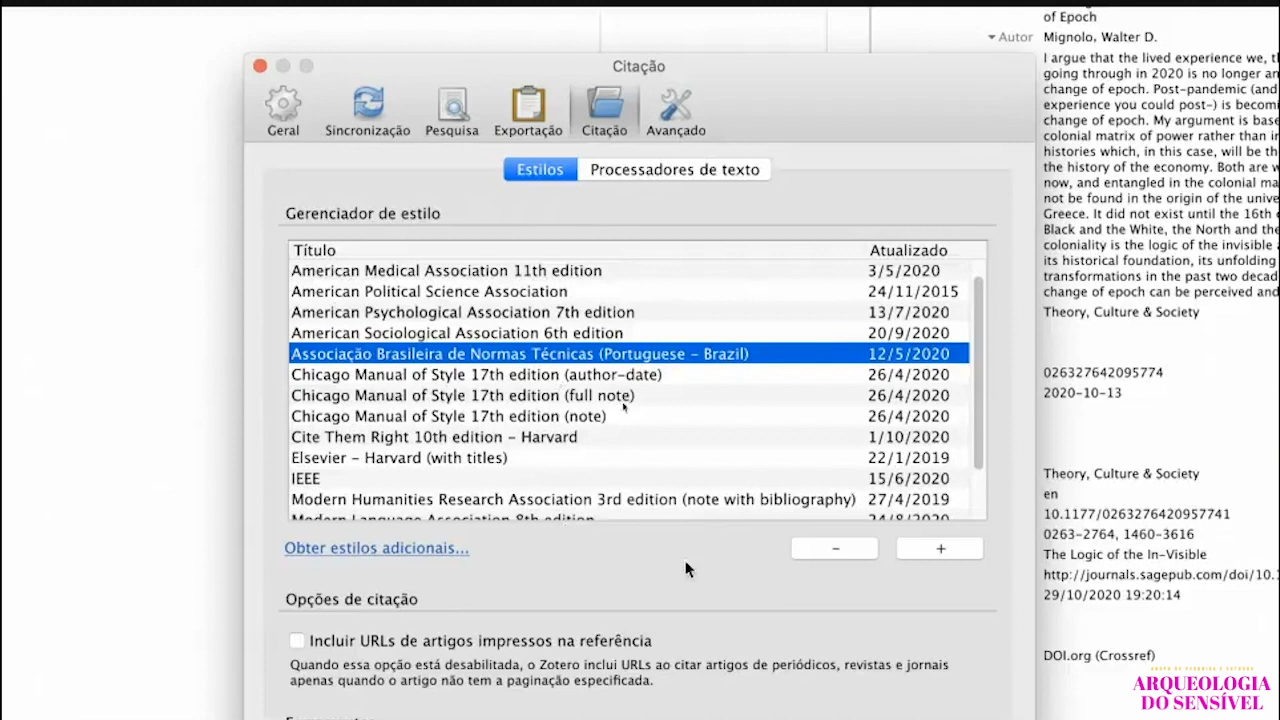 of Epoch
Autor Mignolo, Walter D.
I argue that the lived experience we, t
going through in 2020 is no longer an
change of epoch. Post-pandemic (and
experience you could post-) is becom
change of epoch. My argument is base
colonial matrix of power rather than ir
histories which, in this case, will be th
the history of the economy. Both are w
now, and entangled in the colonial ma
not be found in the origin of the unive
Greece. It did not exist until the 16th
Black and the White, the North and the
coloniality is the logic of the invisible
its historical foundation, its unfolding
transformations in the past two decad
change of epoch can be perceived and
Theory, Culture & Society
026327642095774
2020-10-13
Theory, Culture & Society
en
10.1177/0263276420957741
0263-2764, 1460-3616
The Logic of the In-Visible
http://journals.sagepub.com/doi/10.
29/10/2020 19:20:14
DOI.org (Crossref)
Citação
Geral Sincronização Pesquisa Exportação Citação Avançado
Estilos Processadores de texto
Gerenciador de estilo
Título Atualizado
American Medical Association 11th edition 3/5/2020
American Political Science Association 24/11/2015
American Psychological Association 7th edition 13/7/2020
American Sociological Association 6th edition 20/9/2020
Associação Brasileira de Normas Técnicas (Portuguese - Brazil) 12/5/2020
Chicago Manual of Style 17th edition (author-date) 26/4/2020
Chicago Manual of Style 17th edition (full note) 26/4/2020
Chicago Manual of Style 17th edition (note) 26/4/2020
Cite Them Right 10th edition - Harvard 1/10/2020
Elsevier - Harvard (with titles) 22/1/2019
IEEE 15/6/2020
Modern Humanities Research Association 3rd edition (note with bibliography) 27/4/2019
Modern Language Association 8th edition 24/8/2020
Obter estilos adicionais...
- +
Opções de citação
Incluir URLs de artigos impressos na referência
Quando essa opção está desabilitada, o Zotero inclui URLs ao citar artigos de periódicos, revistas e jornais
apenas quando o artigo não tem a paginação especificada.
ARQUEOLOGIA
DO SENSÍVEL